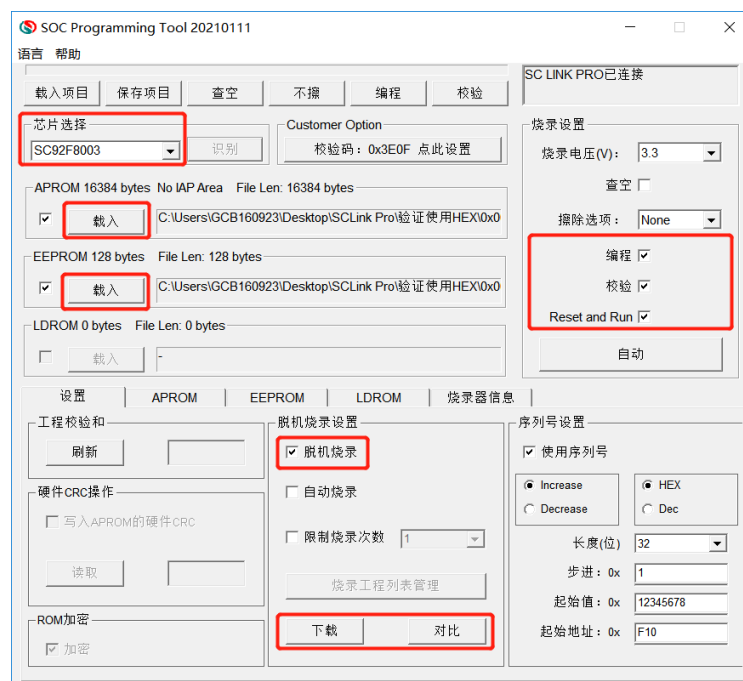 SOC Programming Tool 20210111
语言 帮助
载入项目 保存项目 查空 不擦 编程 校验
SC LINK PRO已连接
芯片选择
SC92F8003 识别
Customer Option
校验码：0x3E0F 点此设置
APROM 16384 bytes No IAP Area File Len: 16384 bytes
载入 C:\Users\GCB160923\Desktop\SCLink Pro\验证使用HEX\0x0
EEPROM 128 bytes File Len: 128 bytes
载入 C:\Users\GCB160923\Desktop\SCLink Pro\验证使用HEX\0x0
LDROM 0 bytes File Len: 0 bytes
载入 -
烧录设置
烧录电压(V)： 3.3
查空
擦除选项： None
编程
校验
Reset and Run
自动
设置 APROM EEPROM LDROM 烧录器信息
工程校验和
刷新
硬件CRC操作
写入APROM的硬件CRC
读取
ROM加密
加密
脱机烧录设置
脱机烧录
自动烧录
限制烧录次数 1
烧录工程列表管理
下载 对比
序列号设置
使用序列号
Increase HEX
Decrease Dec
长度(位) 32
步进：0x 1
起始值：0x 12345678
起始地址：0x F10